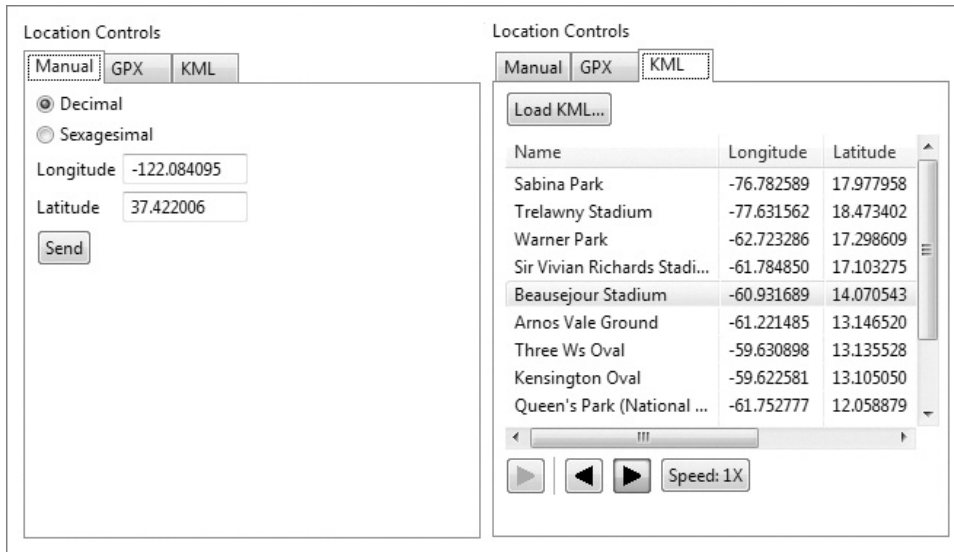 Location Controls
Manual GPX KML
Decimal
Sexagesimal
Longitude -122.084095
Latitude 37.422006
Send
Location Controls
Manual GPX KML
Load KML...
Name Longitude Latitude
Sabina Park -76.782589 17.977958
Trelawny Stadium -77.631562 18.473402
Warner Park -62.723286 17.298609
Sir Vivian Richards Stadi... -61.784850 17.103275
Beausejour Stadium -60.931689 14.070543
Arnos Vale Ground -61.221485 13.146520
Three Ws Oval -59.630898 13.135528
Kensington Oval -59.622581 13.105050
Queen's Park (National ... -61.752777 12.058879
Speed: 1X